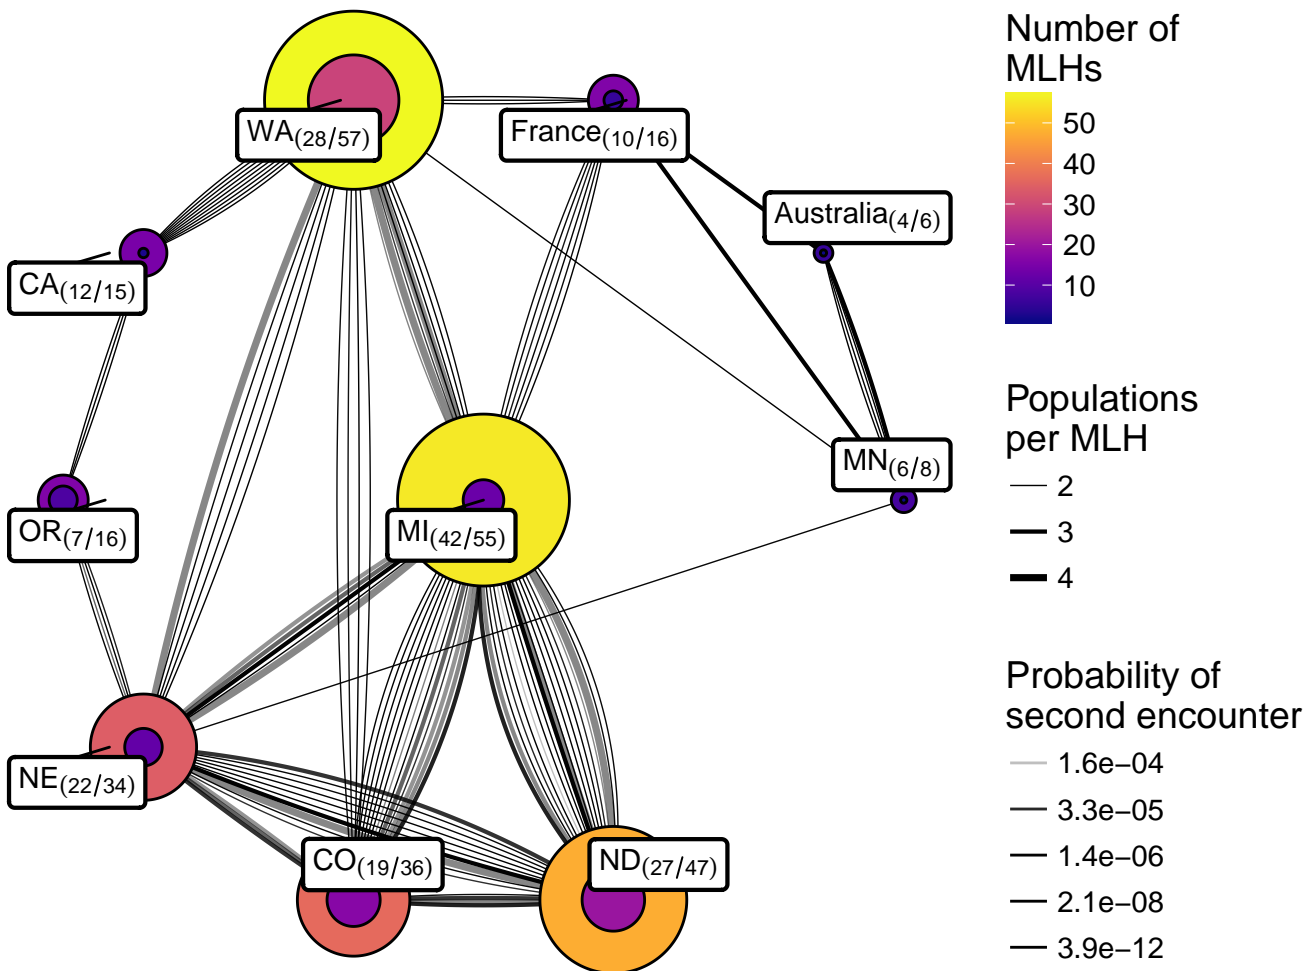 WA(28/57)
France(10/16)
Australia(4/6)
CA(12/15)
MN(6/8)
OR(7/16)
MI(42/55)
NE(22/34)
CO(19/36)
ND(27/47)
Number of
MLHs
50
40
30
20
10
Populations
per MLH
2
3
4
Probability of
second encounter
1.6e−04
3.3e−05
1.4e−06
2.1e−08
3.9e−12